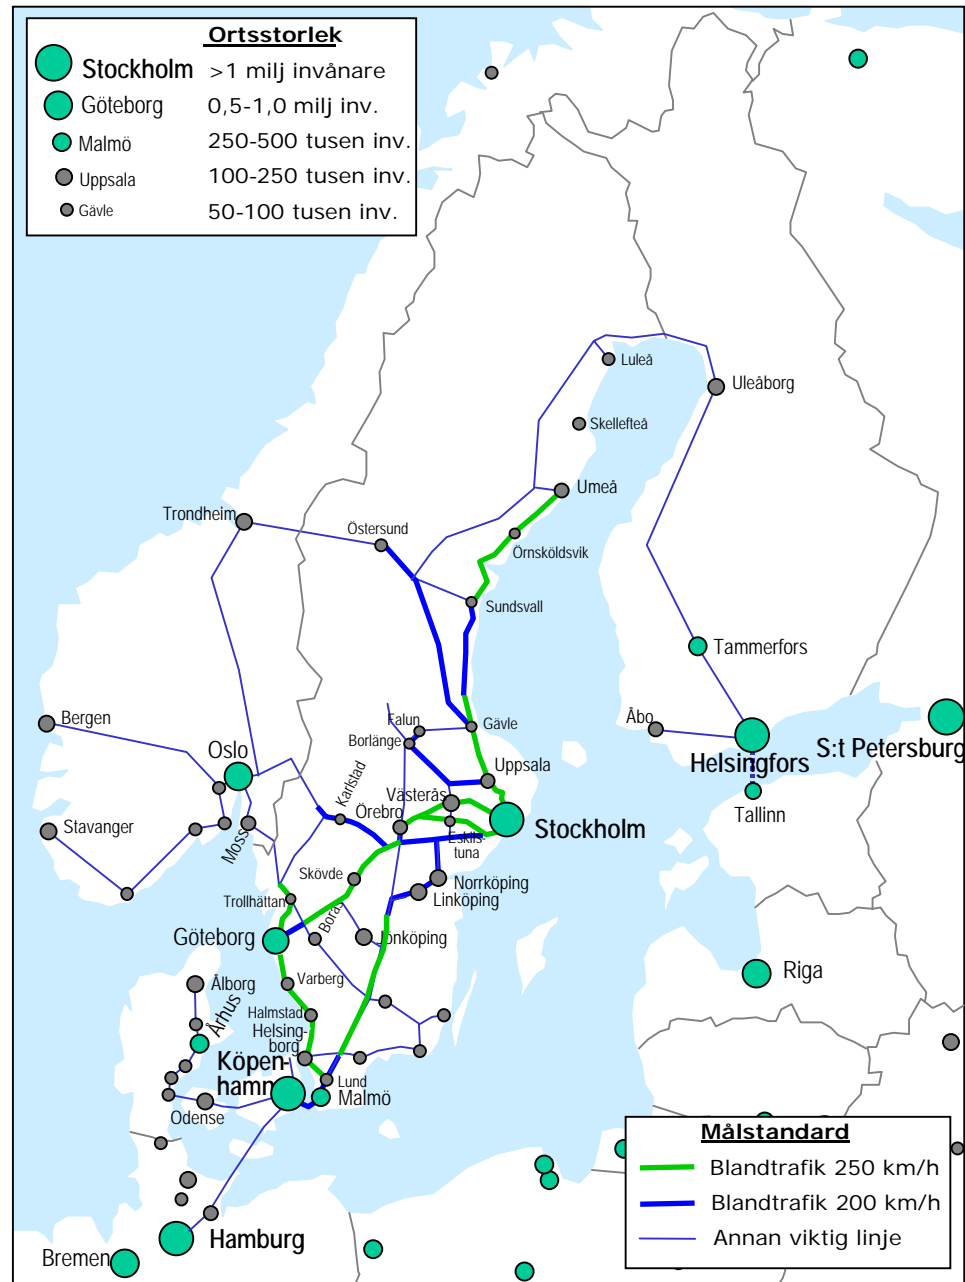 Ortsstorlek
Stockholm >1 milj invånare
Göteborg 0,5-1,0 milj inv.
Malmö 250-500 tusen inv.
Uppsala 100-250 tusen inv.
Gävle 50-100 tusen inv.
Luleå
Uleåborg
Skellefteå
Umeå
Trondheim
Östersund
Örnsköldsvik
Sundsvall
Tammerfors
Bergen
Falun
Gävle
Åbo
Borlänge
Oslo
Helsingfors
S:t Petersburg
Uppsala
Karlstad
Västerås
Örebro
Tallinn
Stavanger
Moss
Stockholm
Eskils-
tuna
Skövde
Norrköping
Linköping
Trollhättan
Borås
Göteborg
Jönköping
Riga
Ålborg
Varberg
Århus
Halmstad
Helsing-
borg
Köpen-
hamn
Lund
Malmö
Odense
Hamburg
Bremen
Målstandard
Blandtrafik 250 km/h
Blandtrafik 200 km/h
Annan viktig linje